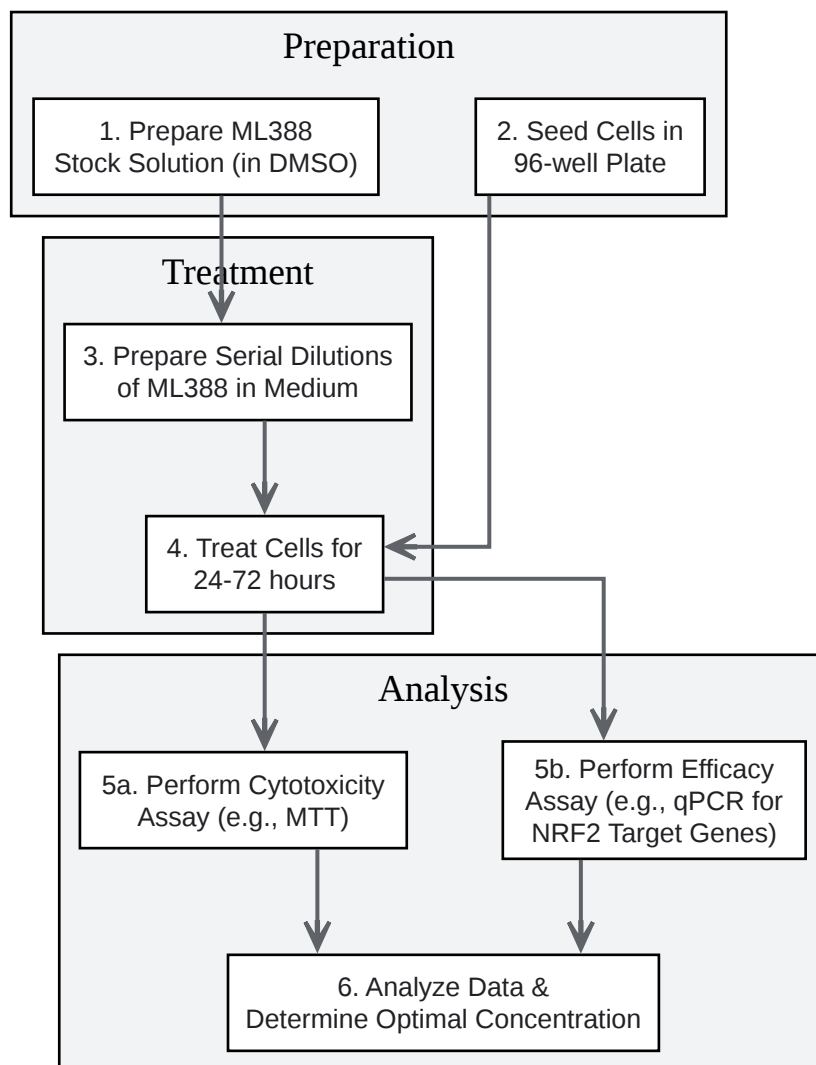 Preparation
1. Prepare ML388
Stock Solution (in DMSO)
2. Seed Cells in
96-well Plate
Treatment
3. Prepare Serial Dilutions
of ML388 in Medium
4. Treat Cells for
24-72 hours
Analysis
5a. Perform Cytotoxicity
Assay (e.g., MTT)
5b. Perform Efficacy
Assay (e.g., qPCR for
NRF2 Target Genes)
6. Analyze Data &
Determine Optimal Concentration